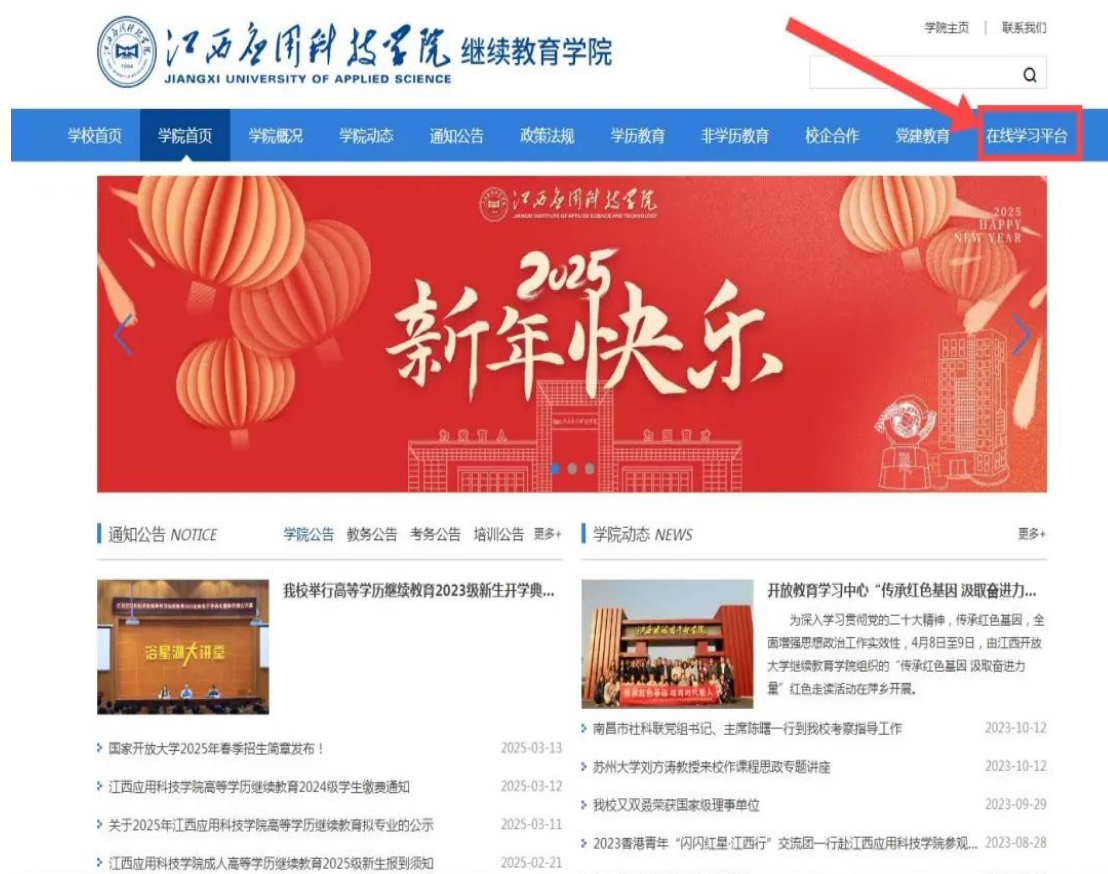 江西应用科技学院 继续教育学院
JIANGXI UNIVERSITY OF APPLIED SCIENCE
学院主页 | 联系我们
学校首页 学院首页 学院概况 学院动态 通知公告 政策法规 学历教育 非学历教育 校企合作 党建教育 在线学习平台
江西应用科技学院
JIANGXI INSTITUTE OF APPLIED SCIENCE AND TECHNOLOGY
2025
HAPPY
NEW YEAR
2025
新年快乐
为党育人 为国育才
通知公告 NOTICE 学院公告 教务公告 考务公告 培训公告 更多+
学院动态 NEWS 更多+
我校举行高等学历继续教育2023级新生开学典...
洺星湖大讲堂
国家开放大学2025年春季招生简章发布！ 2025-03-13
江西应用科技学院高等学历继续教育2024级学生缴费通知 2025-03-12
关于2025年江西应用科技学院高等学历继续教育拟专业的公示 2025-03-11
江西应用科技学院成人高等学历继续教育2025级新生报到须知 2025-02-21
开放教育学习中心“传承红色基因 汲取奋进力...
为深入学习贯彻党的二十大精神，传承红色基因，全
面增强思想政治工作实效性，4月8日至9日，由江西开放
大学继续教育学院组织的“传承红色基因 汲取奋进力
量”红色走读活动在萍乡开展。
南昌市社科联党组书记、主席陈曙一行到我校考察指导工作 2023-10-12
苏州大学刘方涛教授来校作课程思政专题讲座 2023-10-12
我校又双叒荣获国家级理事单位 2023-09-29
2023香港青年“闪闪红星·江西行”交流团一行赴江西应用科技学院参观... 2023-08-28